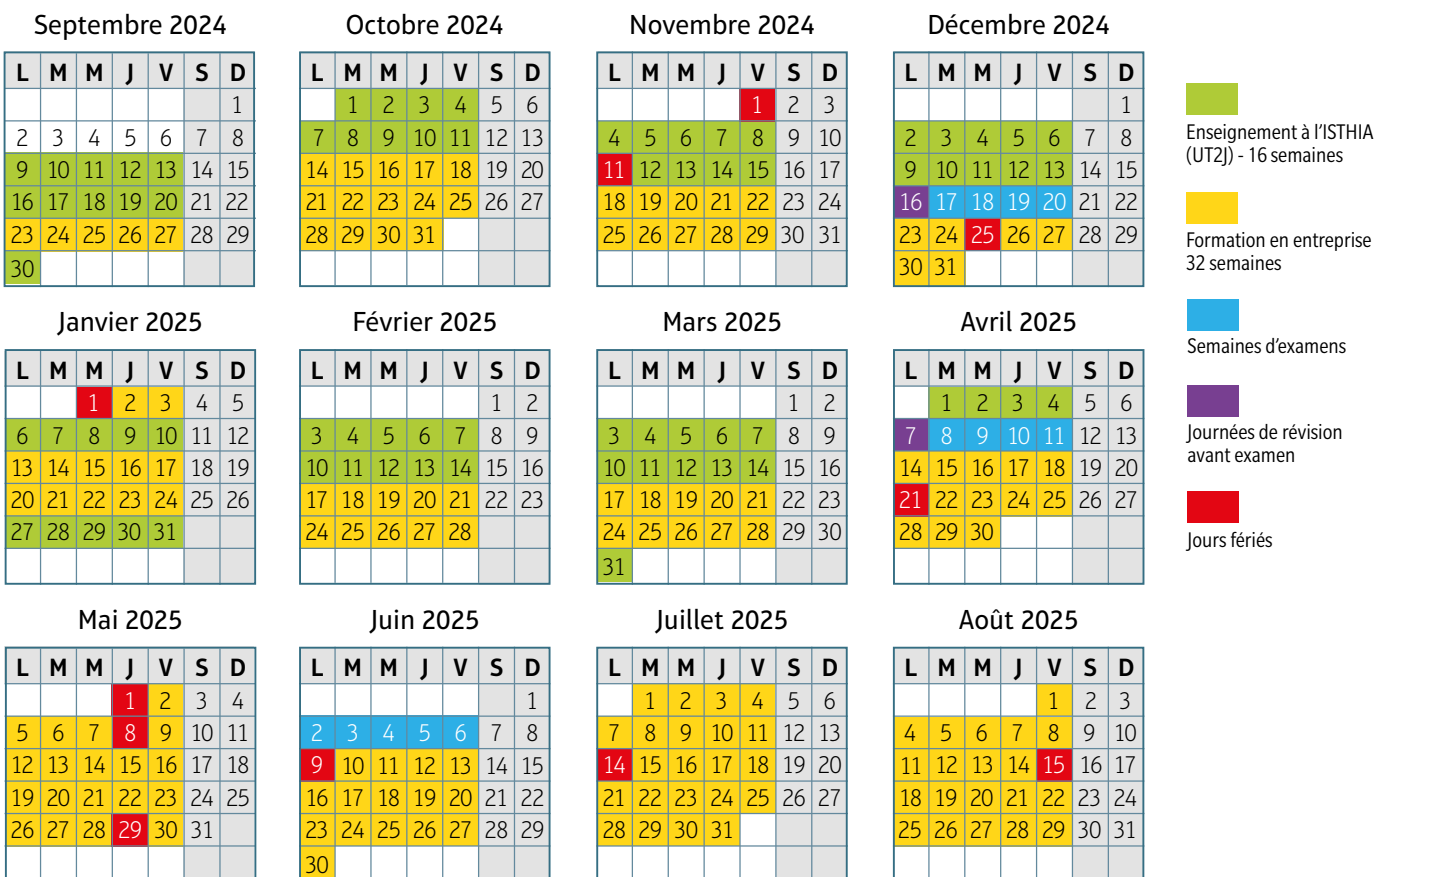 Septembre 2024
L M M J V S D
1
2 3 4 5 6 7 8
9 10 11 12 13 14 15
16 17 18 19 20 21 22
23 24 25 26 27 28 29
30
Octobre 2024
L M M J V S D
1 2 3 4 5 6
7 8 9 10 11 12 13
14 15 16 17 18 19 20
21 22 23 24 25 26 27
28 29 30 31
Novembre 2024
L M M J V S D
1 2 3
4 5 6 7 8 9 10
11 12 13 14 15 16 17
18 19 20 21 22 23 24
25 26 27 28 29 30 31
Décembre 2024
L M M J V S D
1
2 3 4 5 6 7 8
9 10 11 12 13 14 15
16 17 18 19 20 21 22
23 24 25 26 27 28 29
30 31
Janvier 2025
L M M J V S D
1 2 3 4 5
6 7 8 9 10 11 12
13 14 15 16 17 18 19
20 21 22 23 24 25 26
27 28 29 30 31
Février 2025
L M M J V S D
1 2
3 4 5 6 7 8 9
10 11 12 13 14 15 16
17 18 19 20 21 22 23
24 25 26 27 28
Mars 2025
L M M J V S D
1 2
3 4 5 6 7 8 9
10 11 12 13 14 15 16
17 18 19 20 21 22 23
24 25 26 27 28 29 30
31
Avril 2025
L M M J V S D
1 2 3 4 5 6
7 8 9 10 11 12 13
14 15 16 17 18 19 20
21 22 23 24 25 26 27
28 29 30
Mai 2025
L M M J V S D
1 2 3 4
5 6 7 8 9 10 11
12 13 14 15 16 17 18
19 20 21 22 23 24 25
26 27 28 29 30 31
Juin 2025
L M M J V S D
1
2 3 4 5 6 7 8
9 10 11 12 13 14 15
16 17 18 19 20 21 22
23 24 25 26 27 28 29
30
Juillet 2025
L M M J V S D
1 2 3 4 5 6
7 8 9 10 11 12 13
14 15 16 17 18 19 20
21 22 23 24 25 26 27
28 29 30 31
Août 2025
L M M J V S D
1 2 3
4 5 6 7 8 9 10
11 12 13 14 15 16 17
18 19 20 21 22 23 24
25 26 27 28 29 30 31
Enseignement à l’ISTHIA
(UT2J) - 16 semaines
Formation en entreprise
32 semaines
Semaines d’examens
Journées de révision
avant examen
Jours fériés